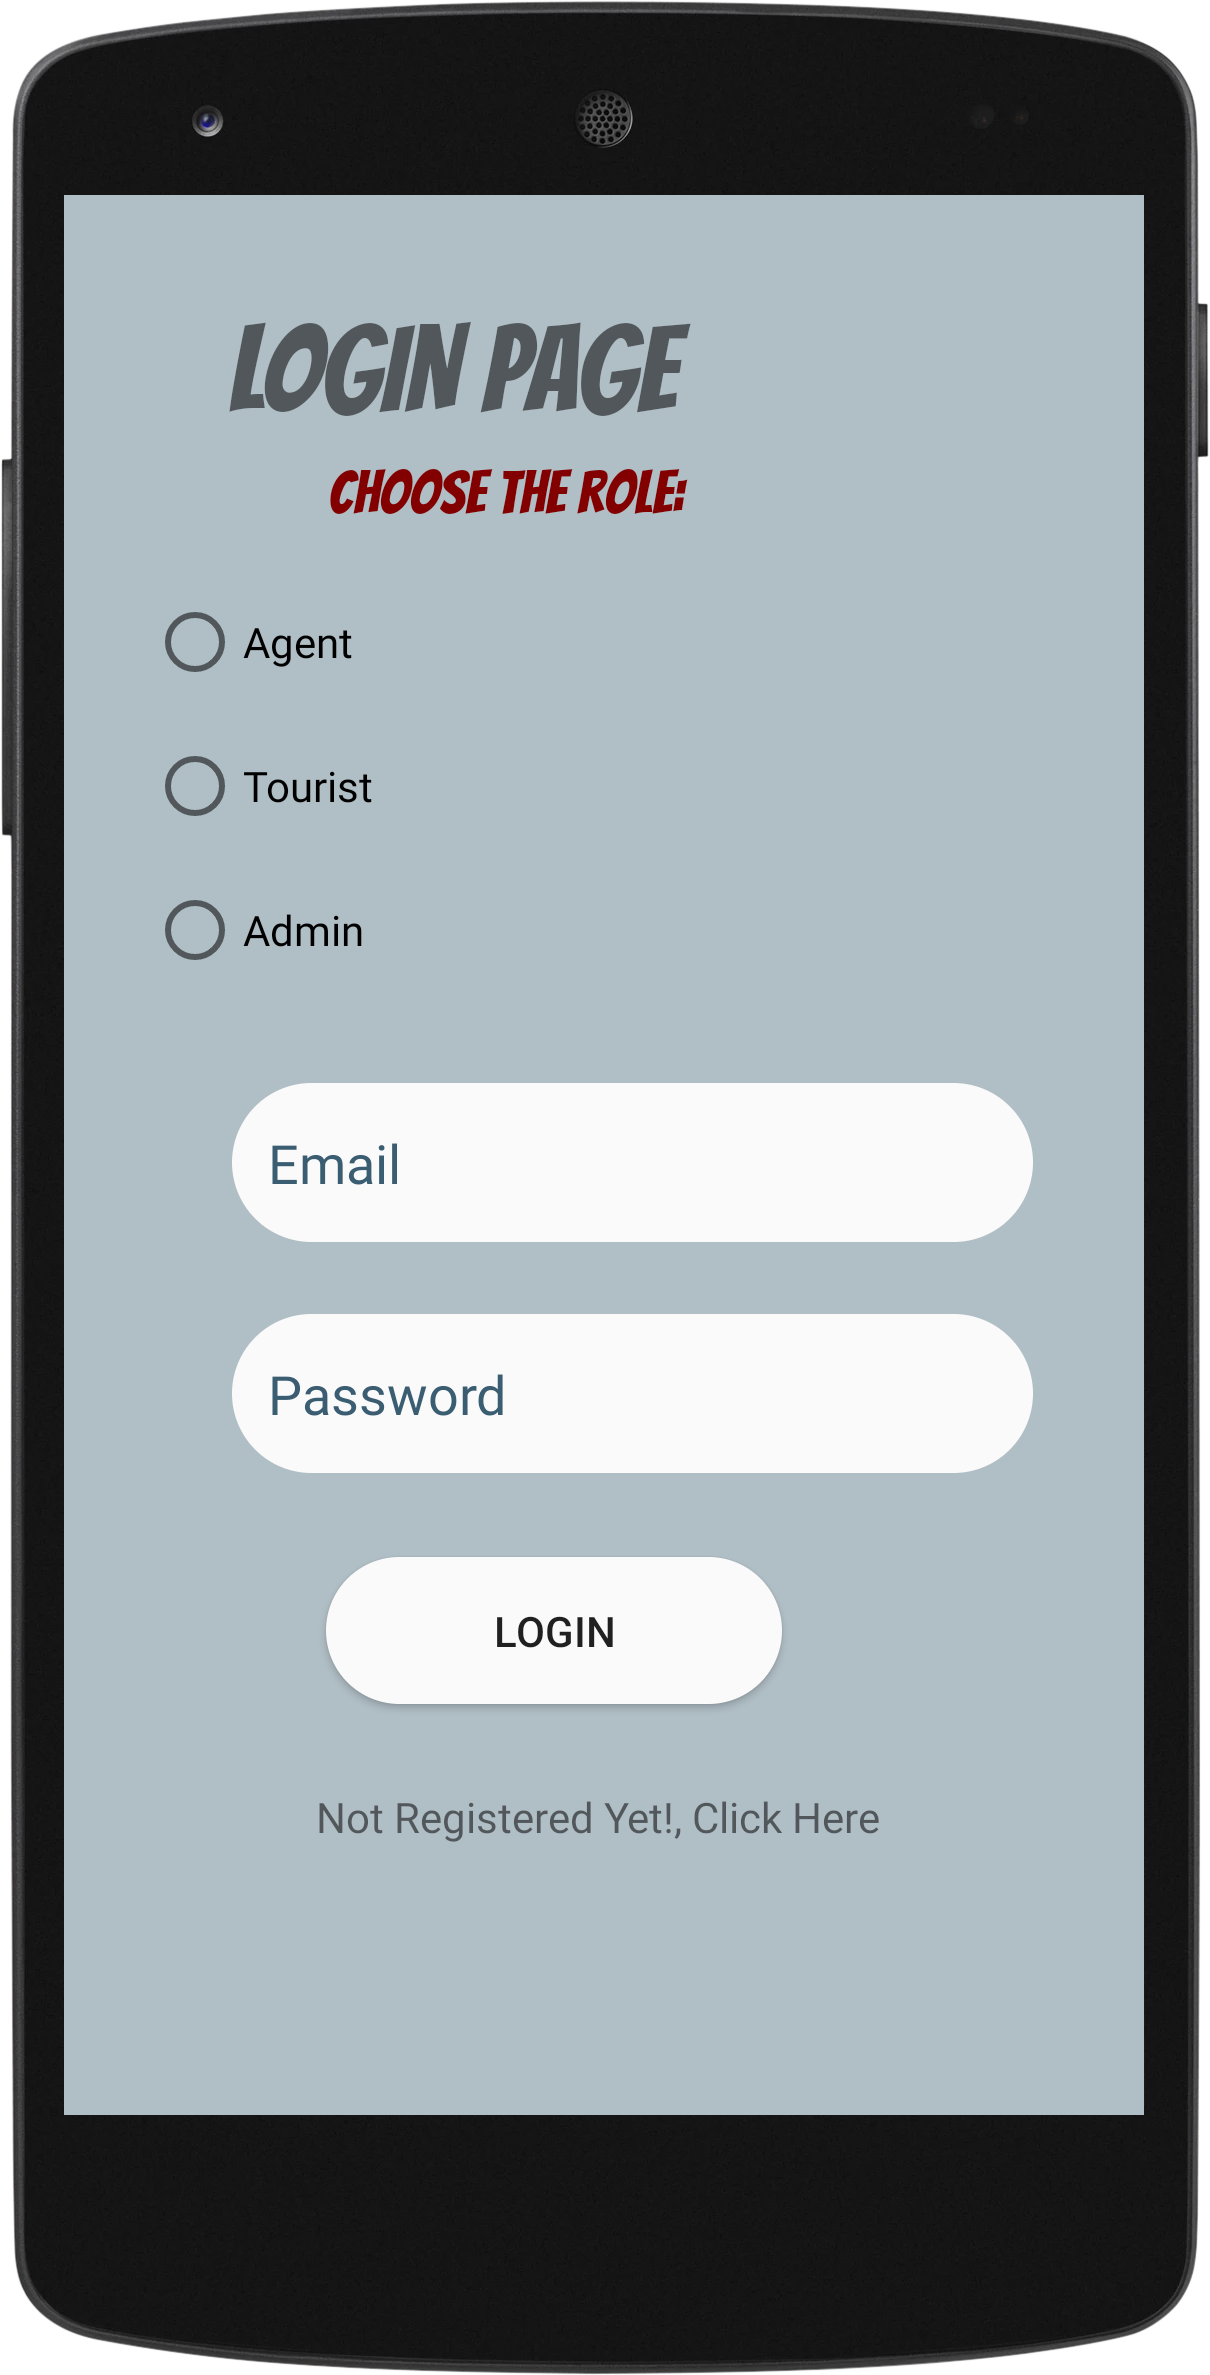 LOGIN PAGE
CHOOSE THE ROLE:
Agent
Tourist
Admin
Email
Password
LOGIN
Not Registered Yet!, Click Here